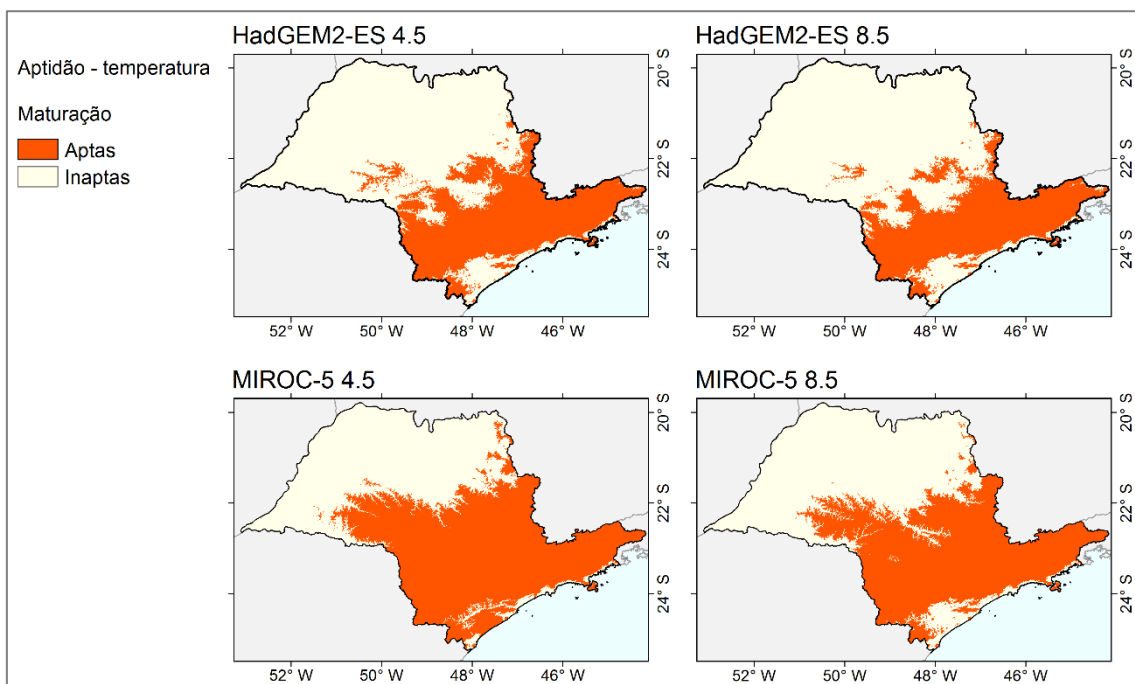 Aptidão - temperatura
Maturação
Aptas
Inaptas
HadGEM2-ES 4.5
20° S
22° S
24° S
52° W
50° W
48° W
46° W
HadGEM2-ES 8.5
20° S
22° S
24° S
52° W
50° W
48° W
46° W
MIROC-5 4.5
20° S
22° S
24° S
52° W
50° W
48° W
46° W
MIROC-5 8.5
20° S
22° S
24° S
52° W
50° W
48° W
46° W